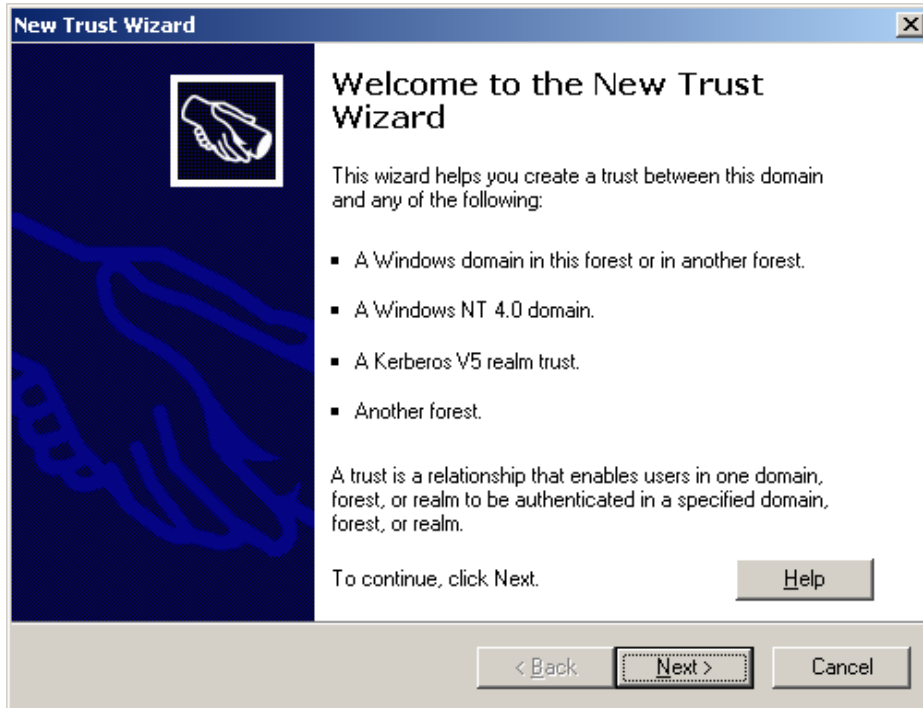 New Trust Wizard
Welcome to the New Trust
Wizard
This wizard helps you create a trust between this domain
and any of the following:
▪ A Windows domain in this forest or in another forest.
▪ A Windows NT 4.0 domain.
▪ A Kerberos V5 realm trust.
▪ Another forest.
A trust is a relationship that enables users in one domain,
forest, or realm to be authenticated in a specified domain,
forest, or realm.
To continue, click Next.
Help
< Back
Next >
Cancel